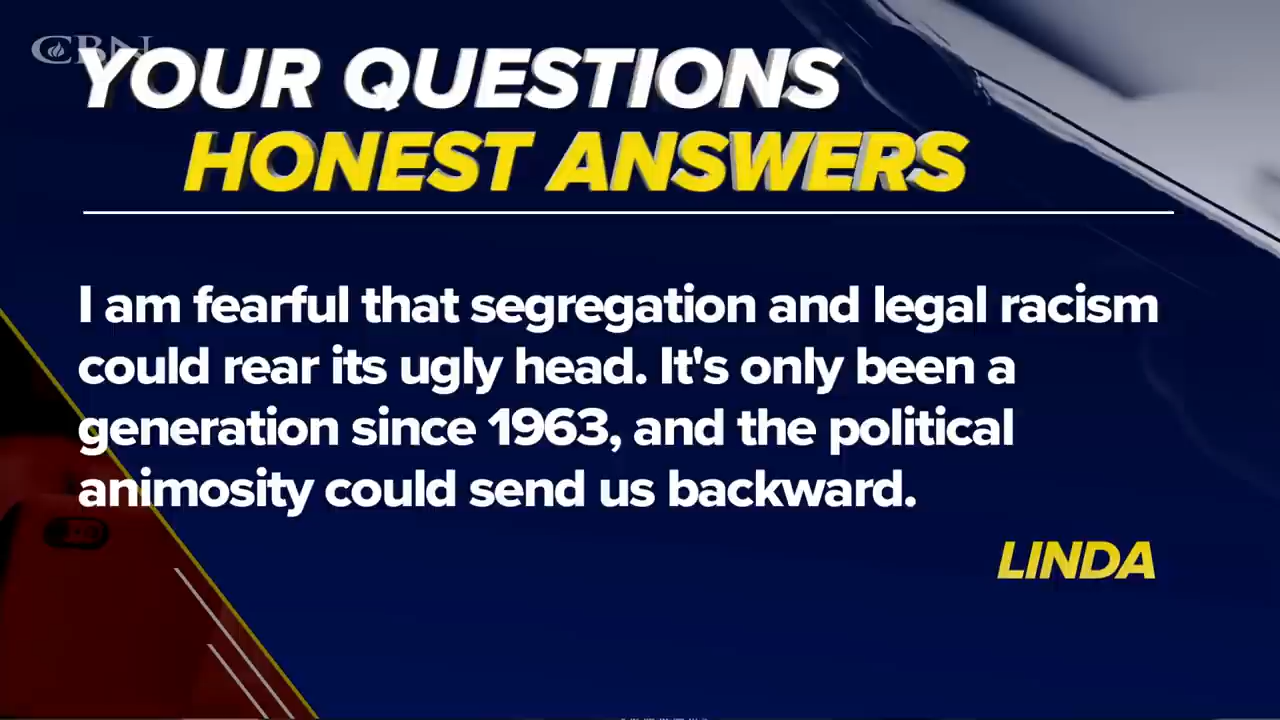 CBN
YOUR QUESTIONS
HONEST ANSWERS
I am fearful that segregation and legal racism
could rear its ugly head. It's only been a
generation since 1963, and the political
animosity could send us backward.
LINDA